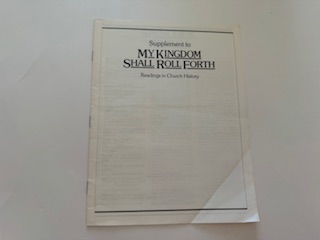 Supplement to
MY KINGDOM
SHALL ROLL FORTH
Readings in Church History